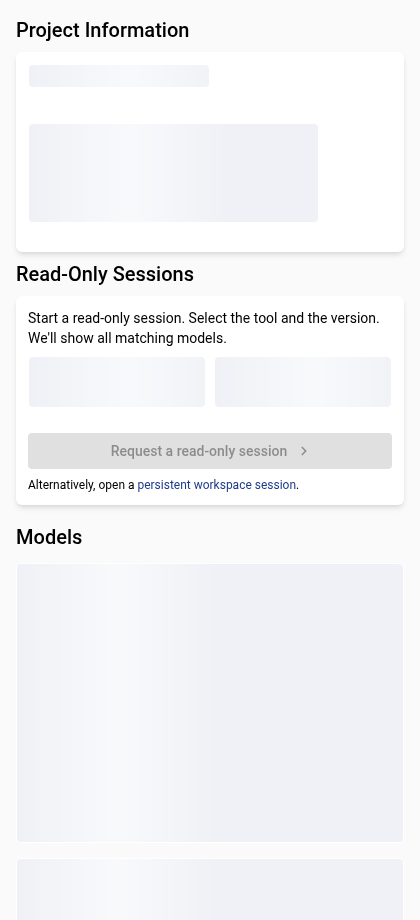 Project Information
Read-Only Sessions
Start a read-only session. Select the tool and the version.
We'll show all matching models.
Request a read-only session
Alternatively, open a persistent workspace session.
Models